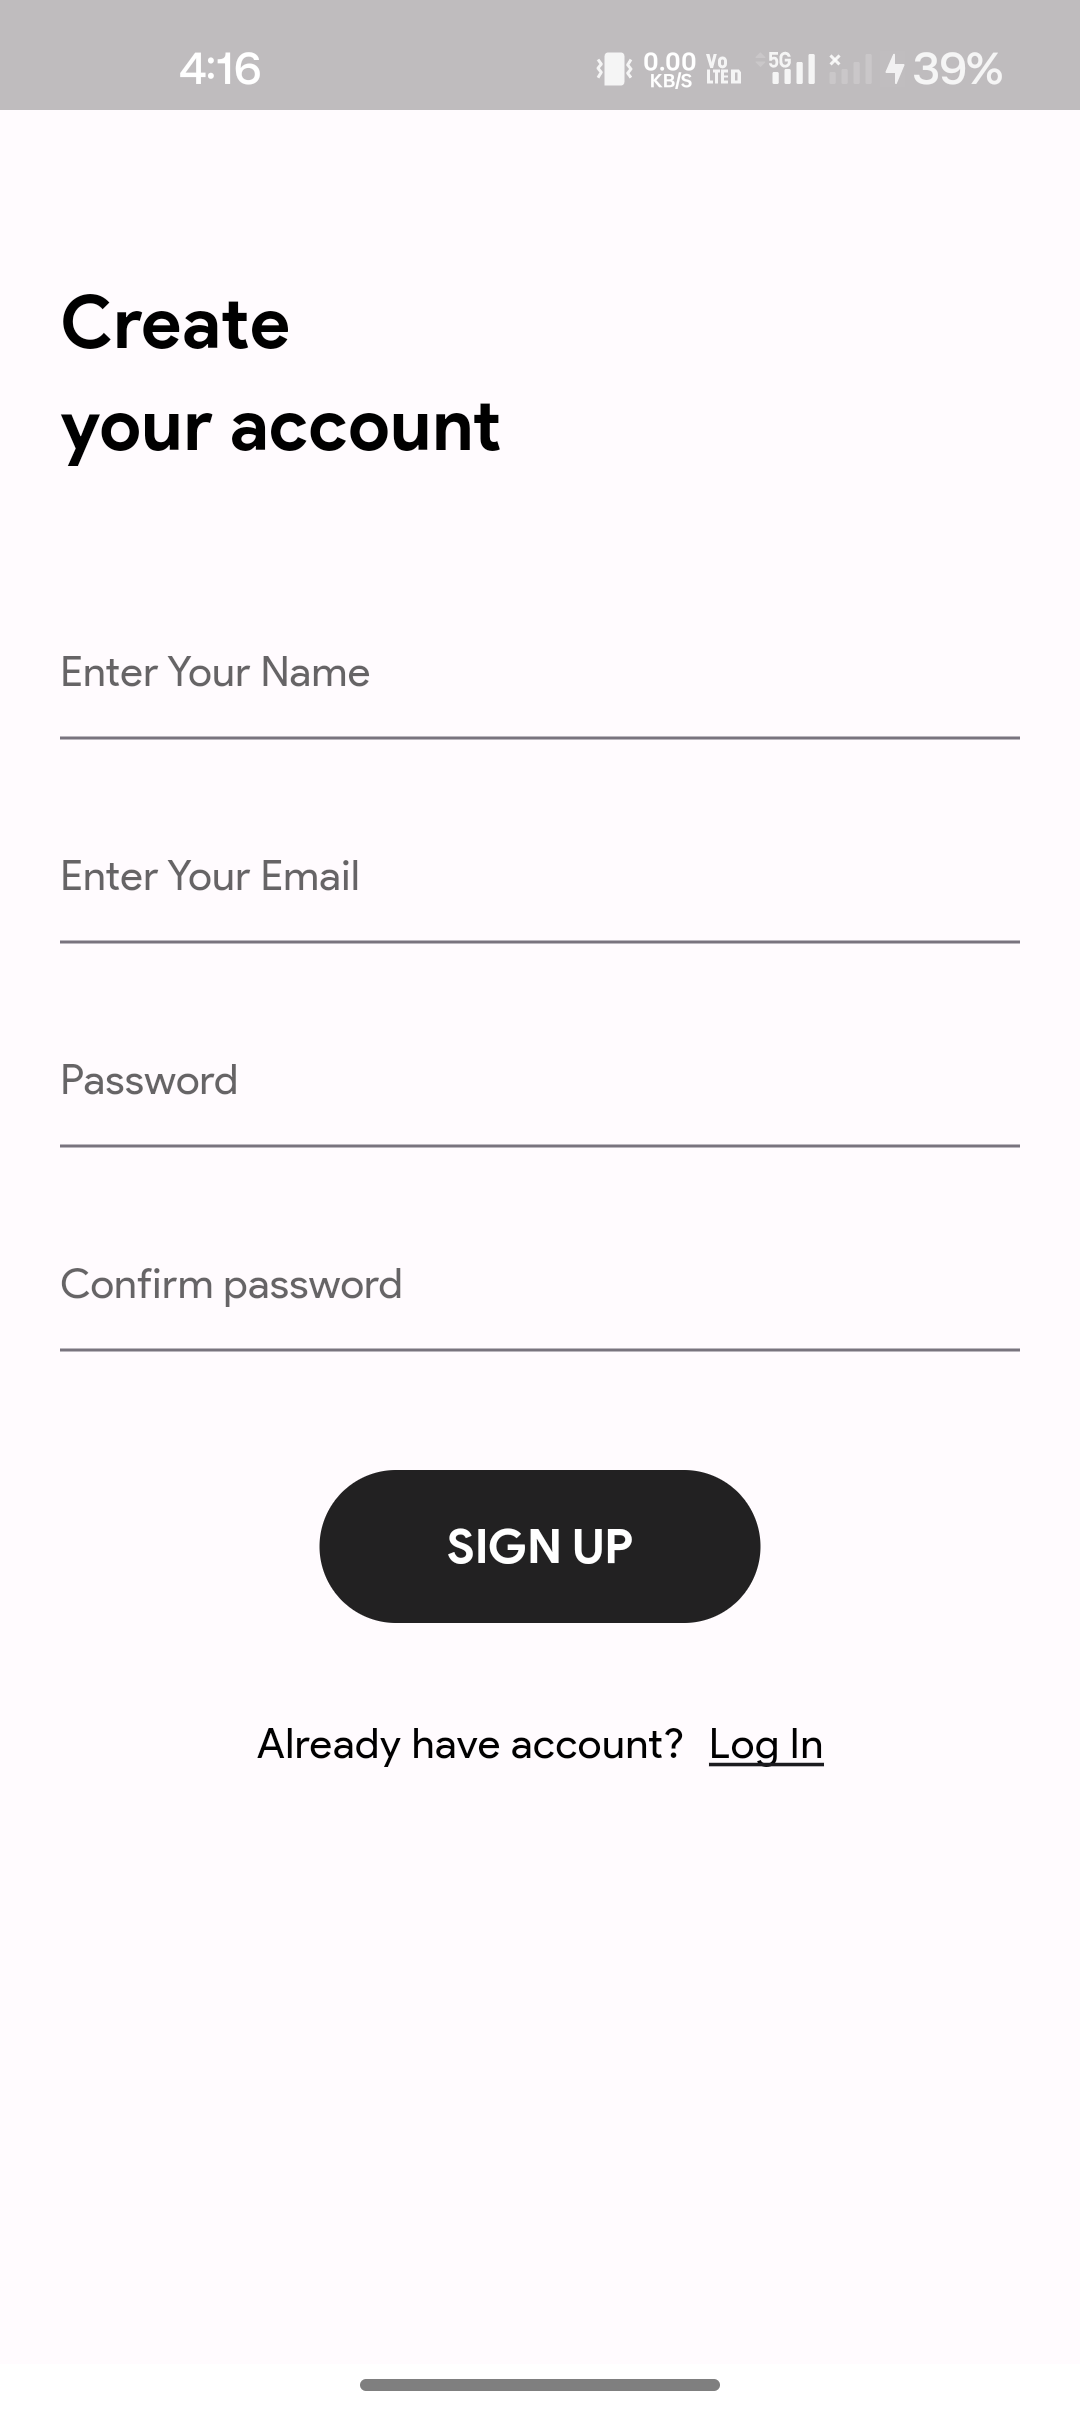 4:16
0.00
KB/S
Vo
LTE
5G
39%
Create
your account
Enter Your Name
Enter Your Email
Password
Confirm password
SIGN UP
Already have account? Log In